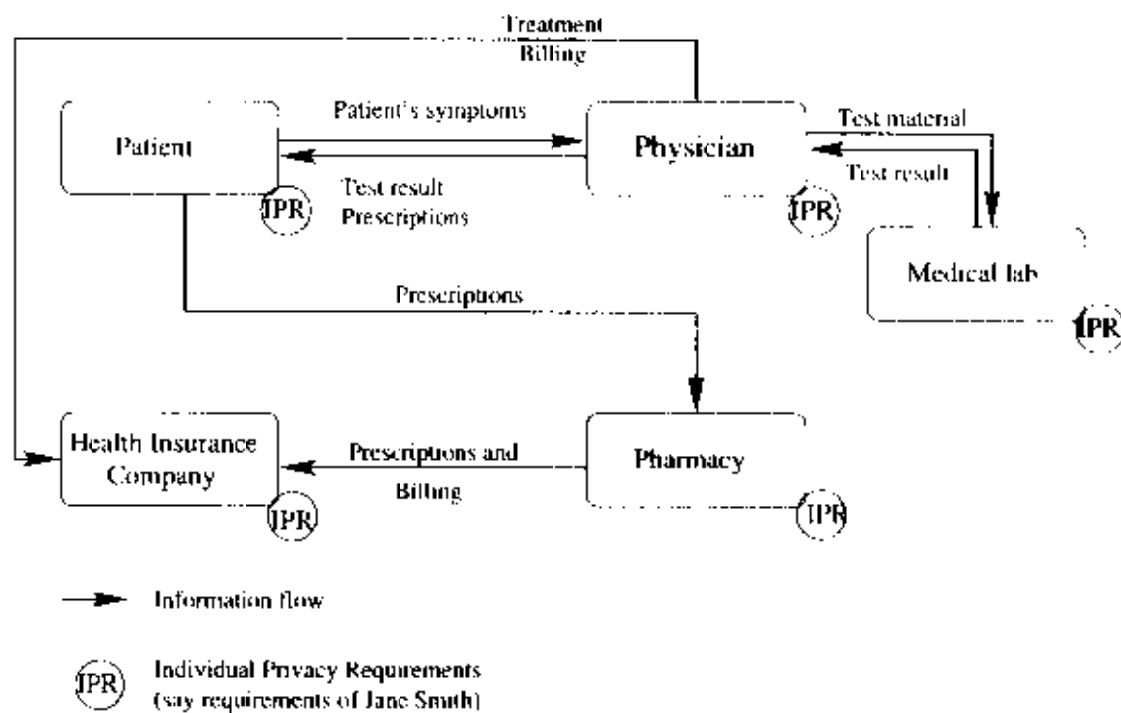 Treatment
Billing
Patient
Patient's symptoms
Physician
Test material
Test result
IPR
Test result
Prescriptions
IPR
Medical lab
IPR
Prescriptions
Health Insurance
Company
IPR
Prescriptions and
Billing
Pharmacy
IPR
Information flow
IPR
Individual Privacy Requirements
(say requirements of Jane Smith)